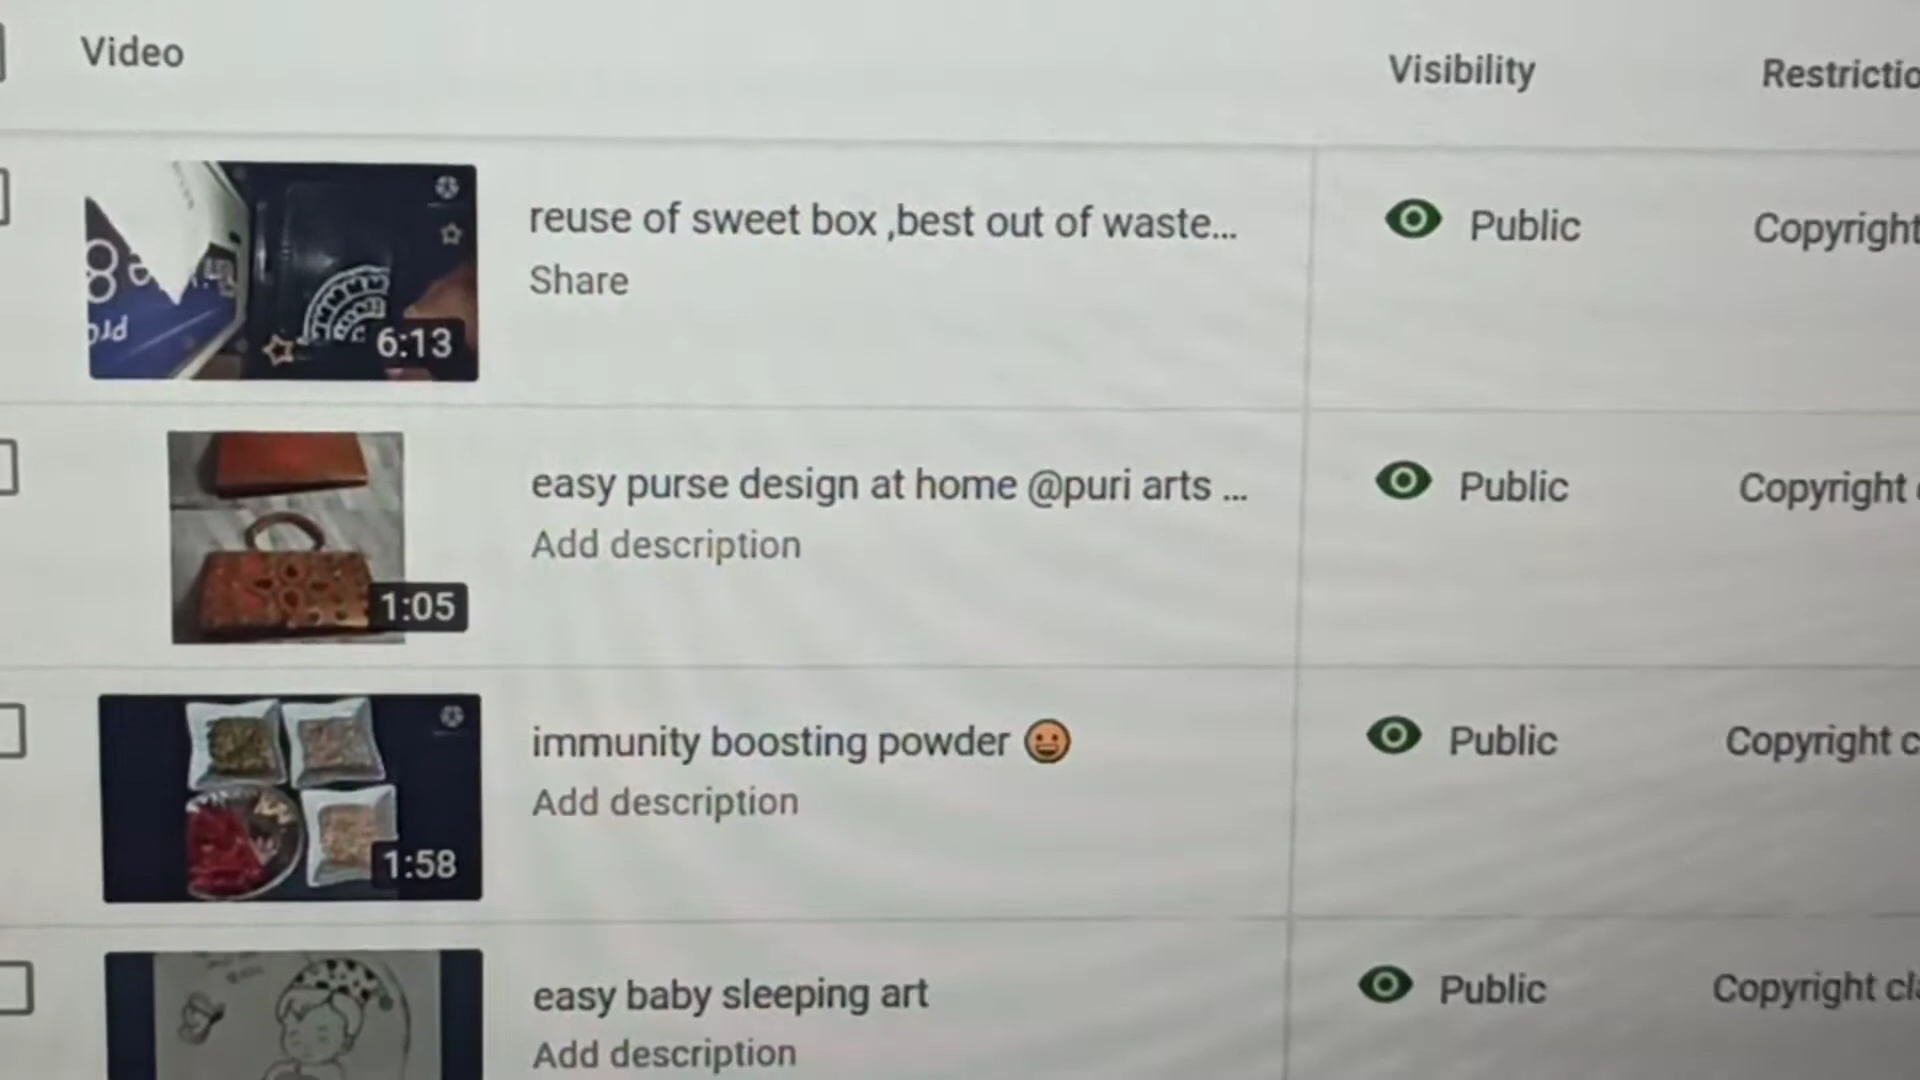 Video
Visibility
reuse of sweet box ,best out of waste...
Share
Public
Copyright
6:13
easy purse design at home @puri arts ...
Add description
Public
Copyright
1:05
immunity boosting powder 😀
Add description
Public
Copyright c
1:58
easy baby sleeping art
Add description
Public
Copyright cl